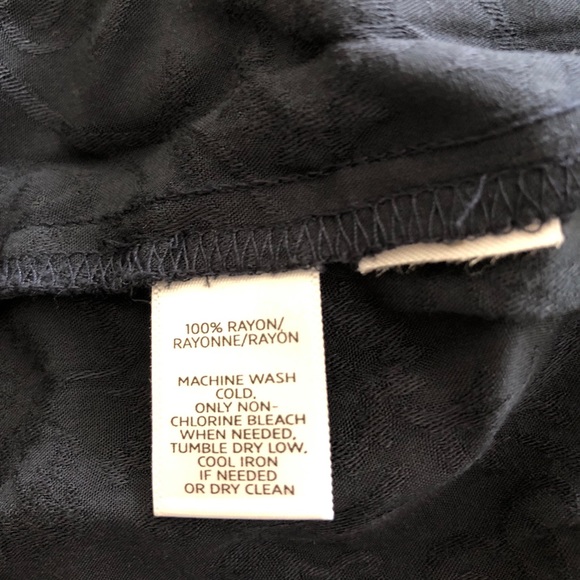 100% RAYON/
RAYONNE/RAYÓN
MACHINE WASH
COLD,
ONLY NON-
CHLORINE BLEACH
WHEN NEEDED,
TUMBLE DRY LOW,
COOL IRON
IF NEEDED
OR DRY CLEAN